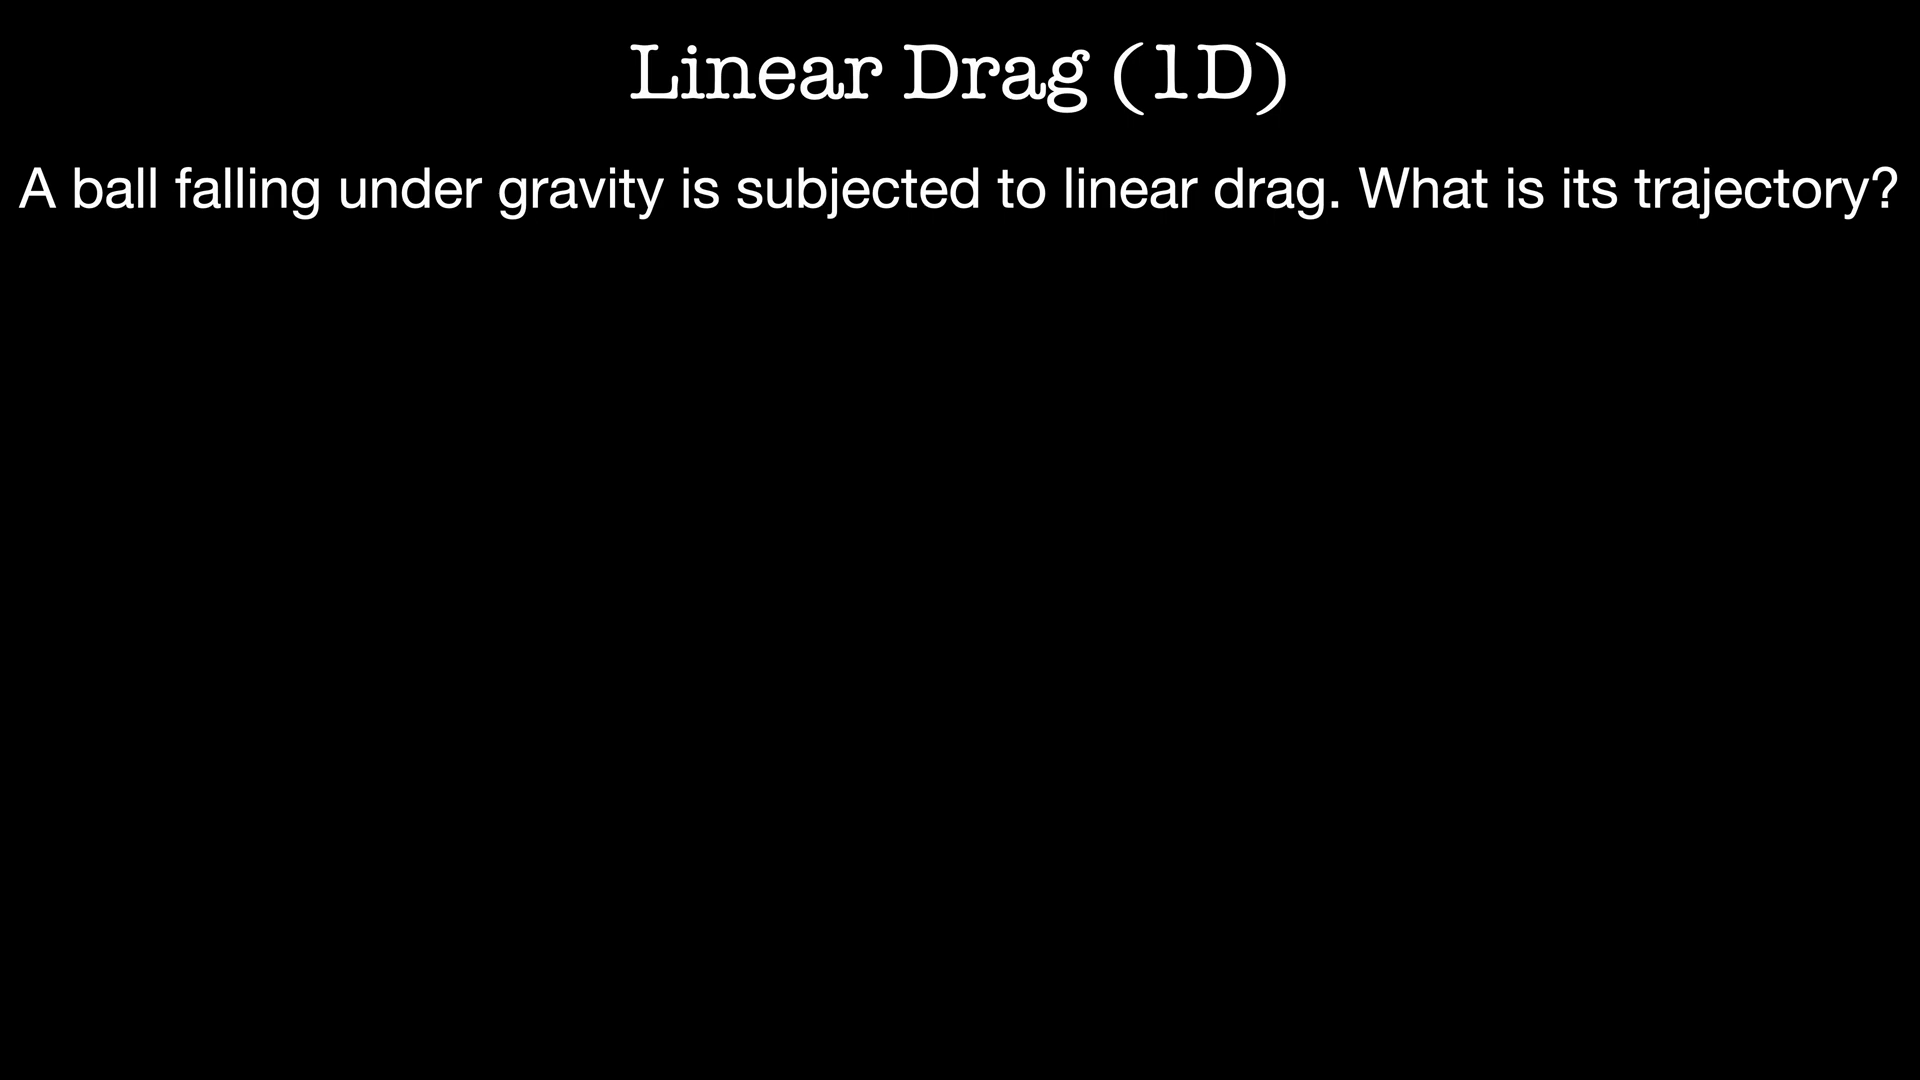 Linear Drag (1D)
A ball falling under gravity is subjected to linear drag. What is its trajectory?